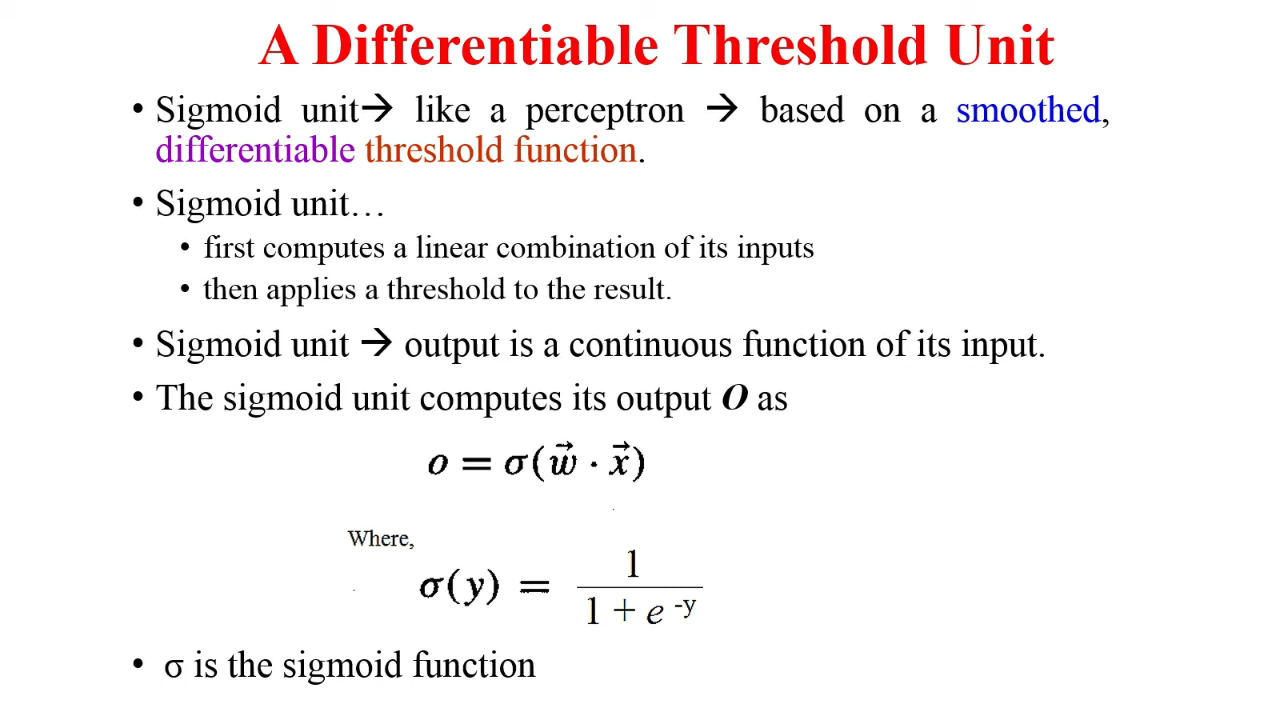 A Differentiable Threshold Unit
• Sigmoid unit→ like a perceptron → based on a smoothed,
differentiable threshold function.
• Sigmoid unit…
• first computes a linear combination of its inputs
• then applies a threshold to the result.
• Sigmoid unit → output is a continuous function of its input.
• The sigmoid unit computes its output O as
o = σ(w⃗ · x⃗)
Where,
σ(y) = 1 / 1 + e^-y
• σ is the sigmoid function